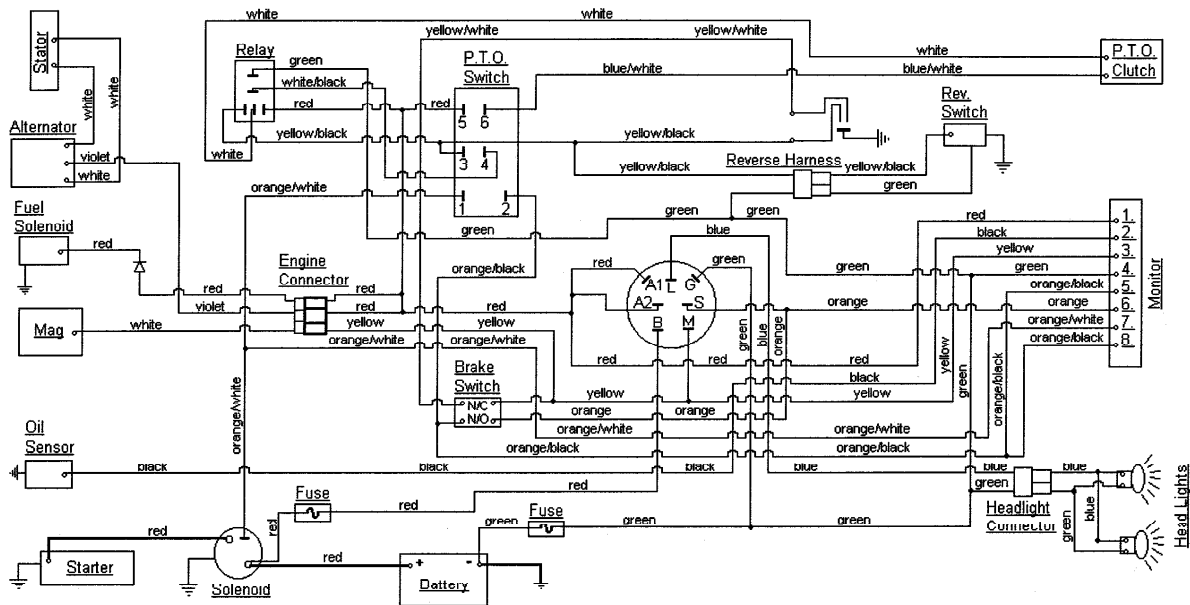 white
white
Stator
yellow/white
yellow/white
Relay
green
P.T.O.
Switch
white
P.T.O.
Clutch
white/black
blue/white
blue/white
white
white
Alternator
red
red
5 6
Rev.
Switch
violet
white
yellow/black
yellow/black
white
3 4
yellow/black
Reverse Harness
yellow/black
green
orange/white
1 2
Fuel
Solenoid
green
green
green
blue
red
1.
black
2.
yellow
3.
green
green
4.
orange/black
5.
orange
orange
6.
orange/white
7.
orange/black
8.
Monitor
red
Engine
Connector
orange/black
red
green
A1 L G
A2 S
B M
red
red
violet
red
Mag
white
yellow
yellow
orange/white
orange/white
green
blue
orange
red
red
red
yellow
green
orange/black
Brake
Switch
black
N/C
yellow
yellow
N/O
orange
orange
orange/white
orange/white
orange/black
orange/black
Oil
Sensor
black
black
black
blue
blue
blue
green
Fuse
red
red
Fuse
green
green
green
Headlight
Connector
blue
green
Head Lights
red
Starter
Solenoid
red
+ -
Battery